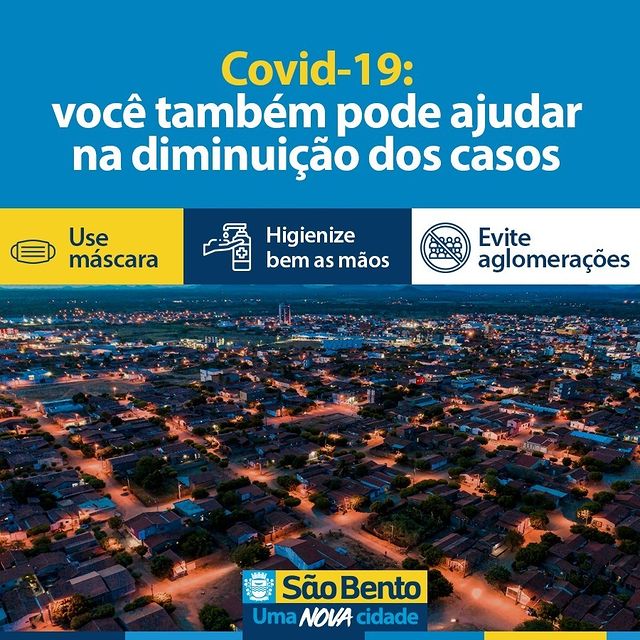 Covid-19:
você também pode ajudar
na diminuição dos casos
Use
máscara
Higienize
bem as mãos
Evite
aglomerações
São Bento
Uma NOVA cidade